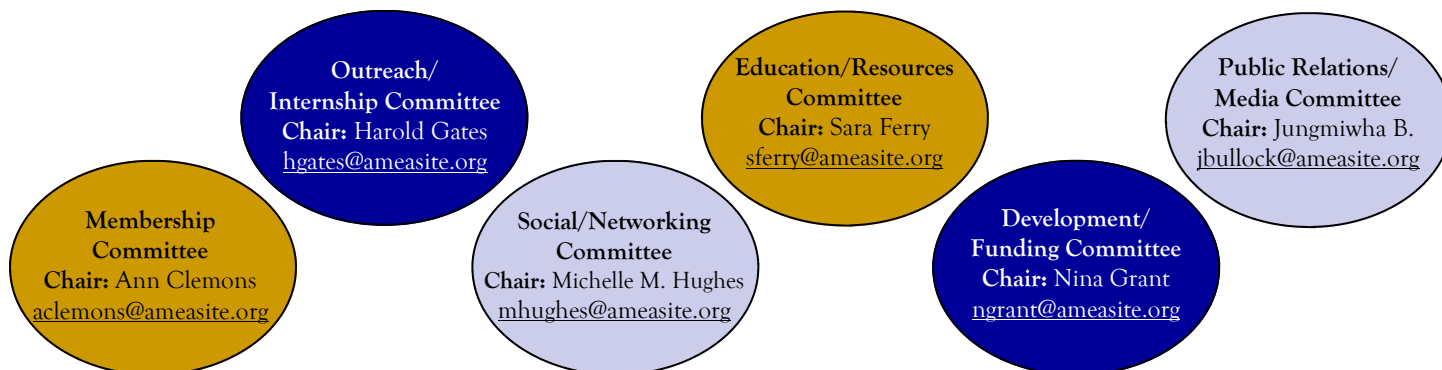 Membership
Committee
Chair: Ann Clemons
aclemons@ameasite.org
Outreach/
Internship Committee
Chair: Harold Gates
hgates@ameasite.org
Social/Networking
Committee
Chair: Michelle M. Hughes
mhughes@ameasite.org
Education/Resources
Committee
Chair: Sara Ferry
sferry@ameasite.org
Development/
Funding Committee
Chair: Nina Grant
ngrant@ameasite.org
Public Relations/
Media Committee
Chair: Jungmiwha B.
jbullock@ameasite.org